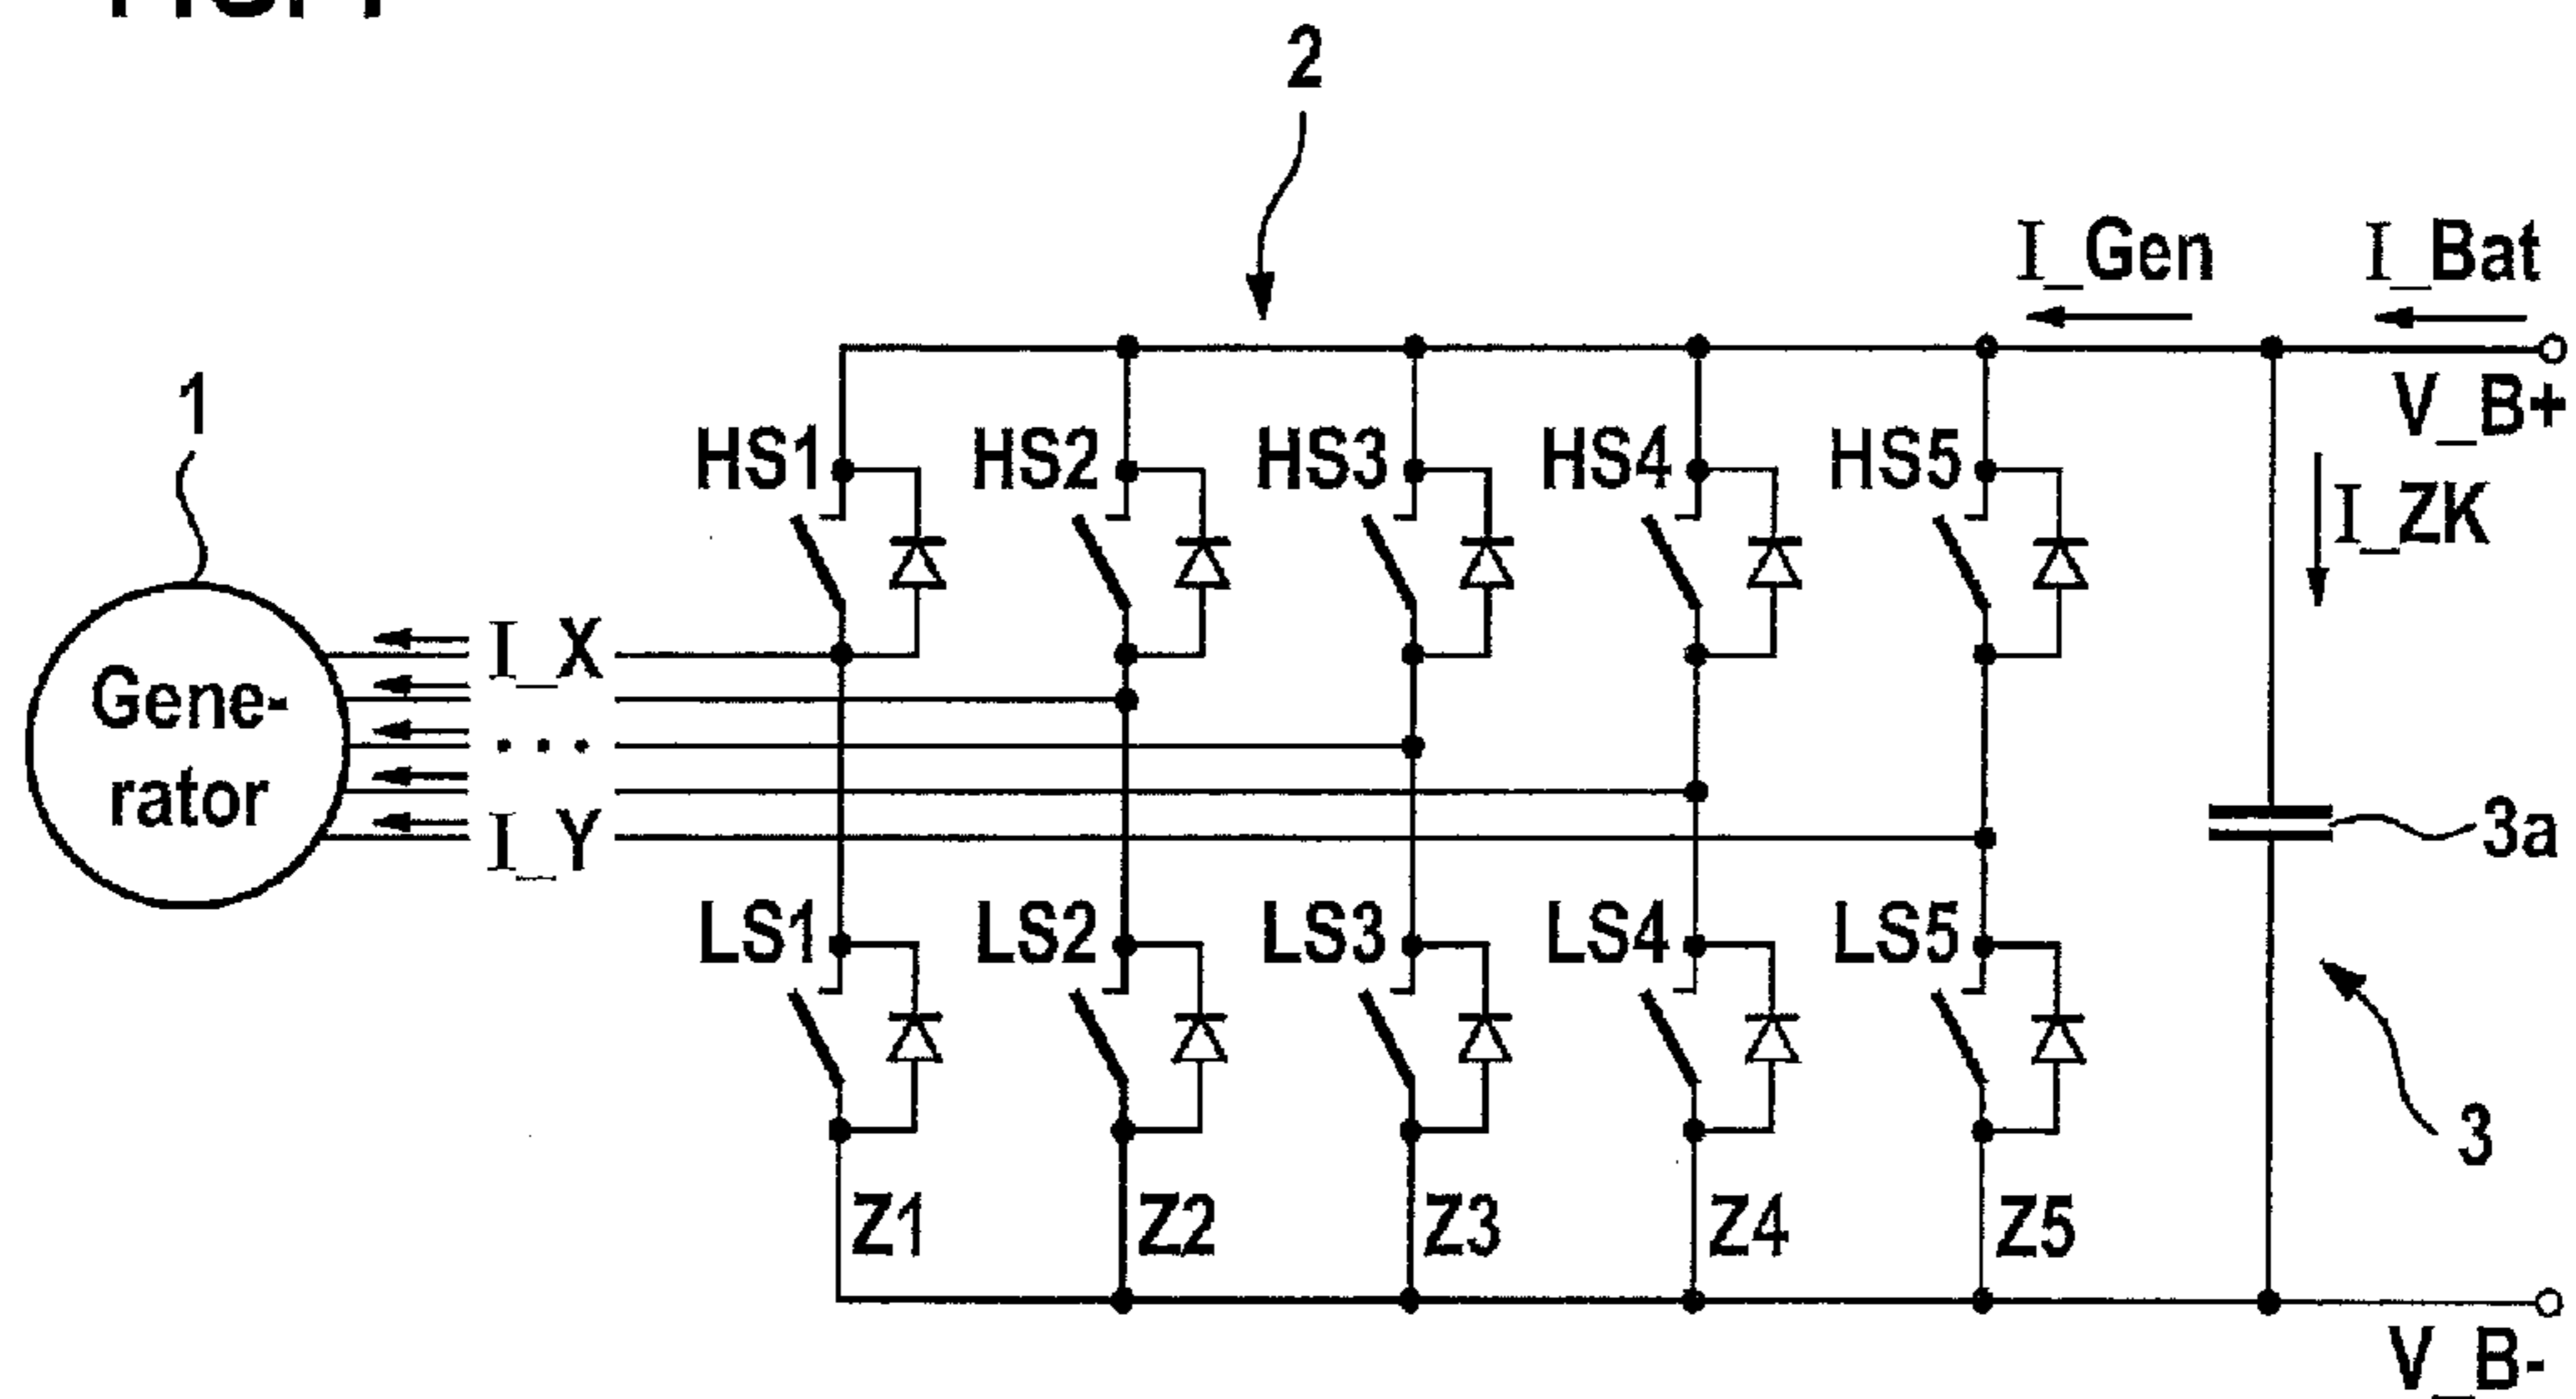 2
I_Gen
I_Bat
V_B+
1
HS1
HS2
HS3
HS4
HS5
I_ZK
I_X
Gene-
rator
. . .
I_Y
3a
LS1
LS2
LS3
LS4
LS5
3
Z1
Z2
Z3
Z4
Z5
V_B-